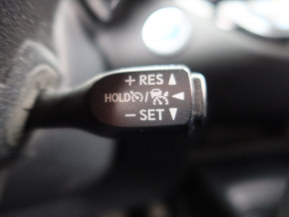 + RES ▲
HOLD / ◄
− SET ▼